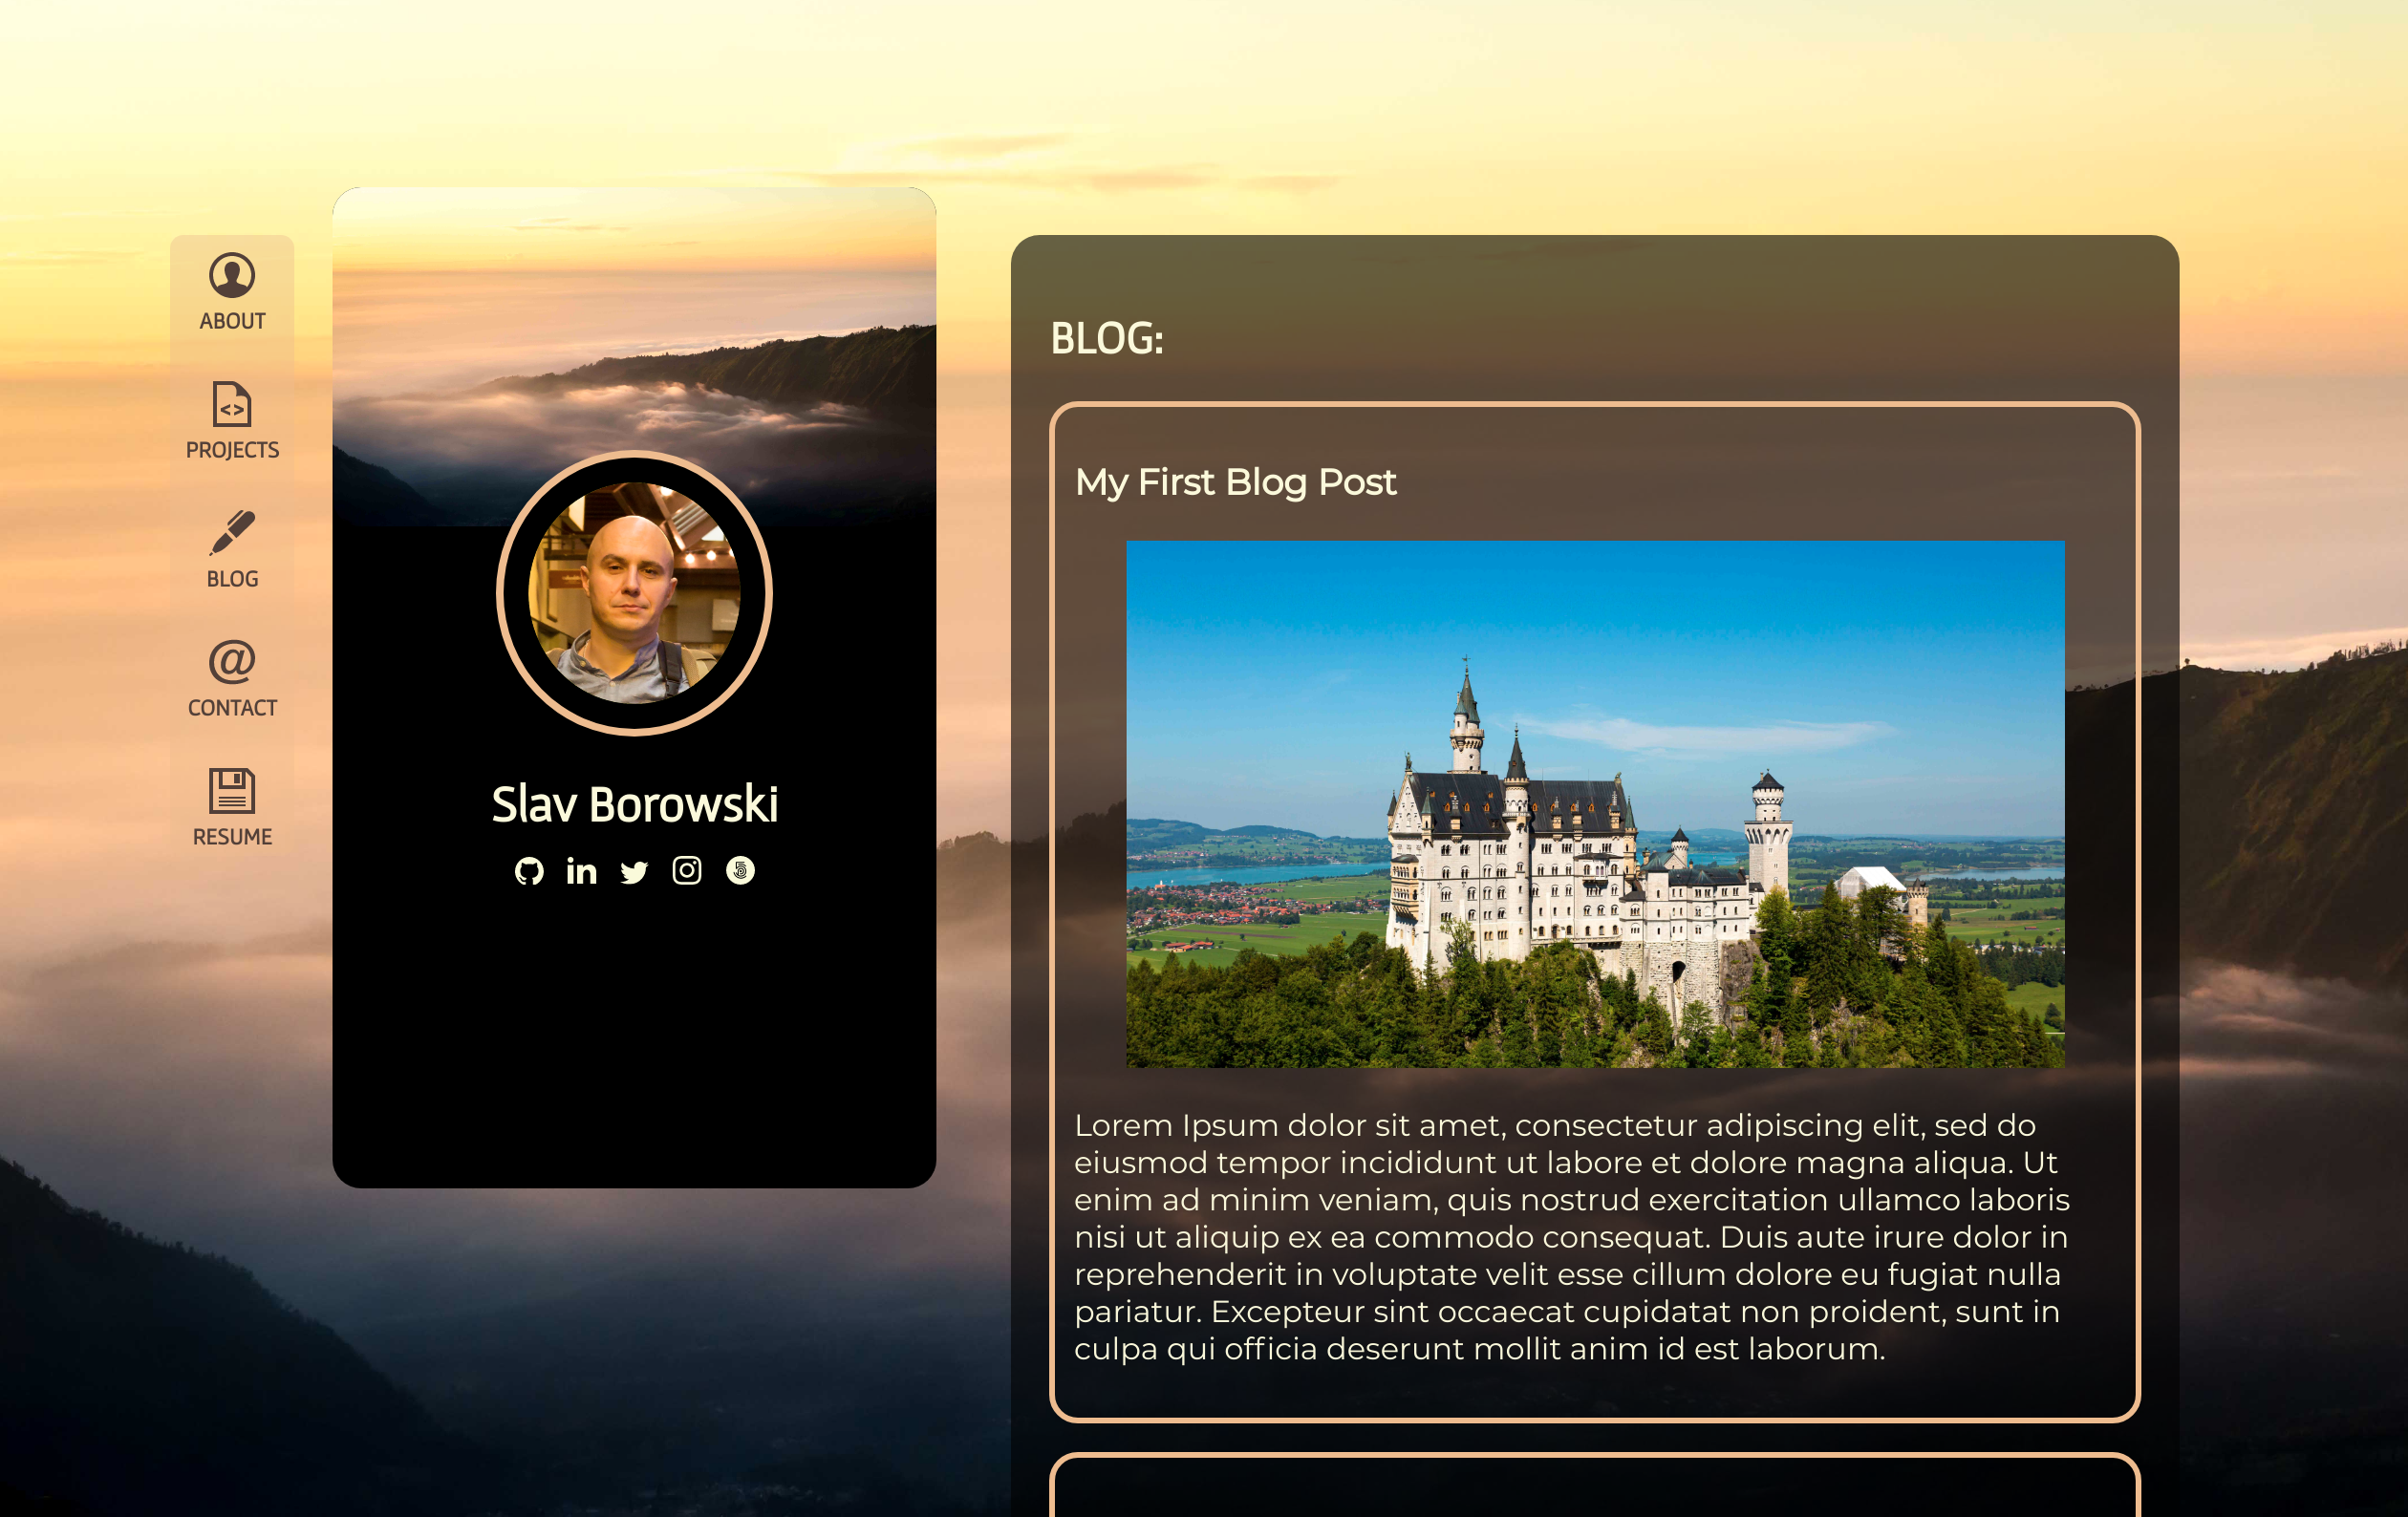 ABOUT
PROJECTS
BLOG
CONTACT
RESUME
Slav Borowski
BLOG:
My First Blog Post
Lorem Ipsum dolor sit amet, consectetur adipiscing elit, sed do
eiusmod tempor incididunt ut labore et dolore magna aliqua. Ut
enim ad minim veniam, quis nostrud exercitation ullamco laboris
nisi ut aliquip ex ea commodo consequat. Duis aute irure dolor in
reprehenderit in voluptate velit esse cillum dolore eu fugiat nulla
pariatur. Excepteur sint occaecat cupidatat non proident, sunt in
culpa qui officia deserunt mollit anim id est laborum.